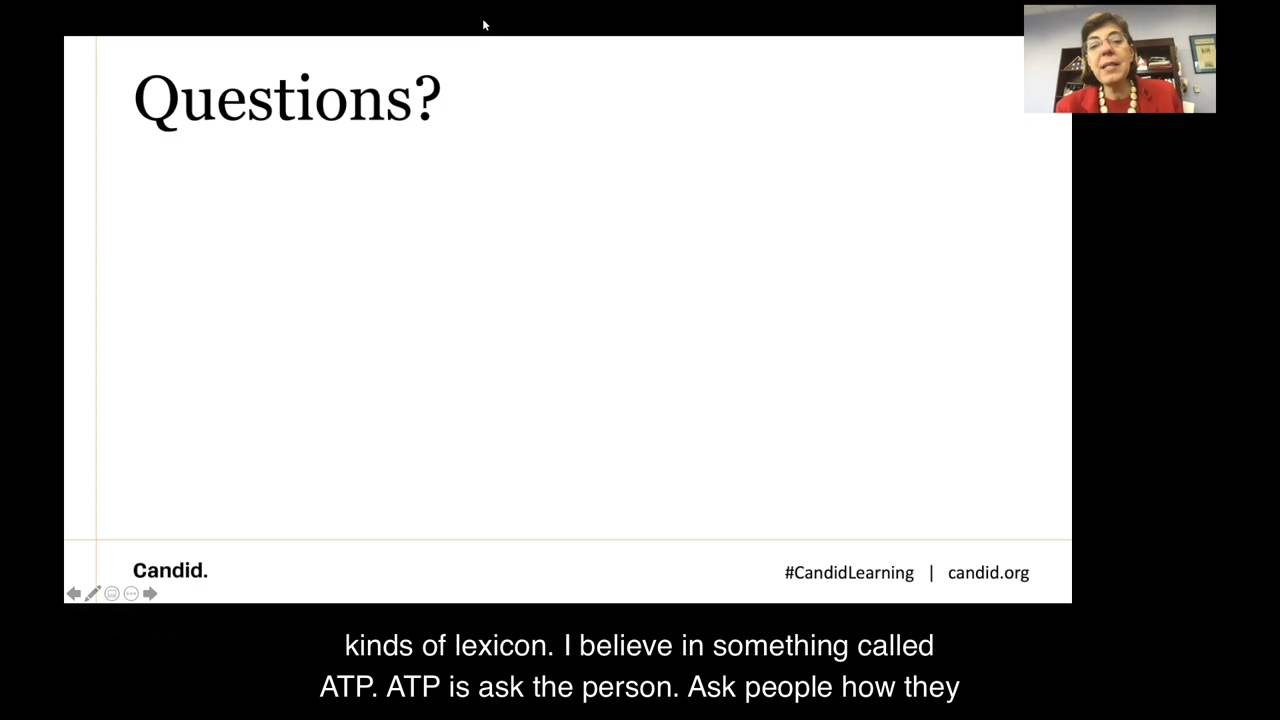 Questions?
Candid.
#CandidLearning | candid.org
kinds of lexicon. I believe in something called
ATP. ATP is ask the person. Ask people how they